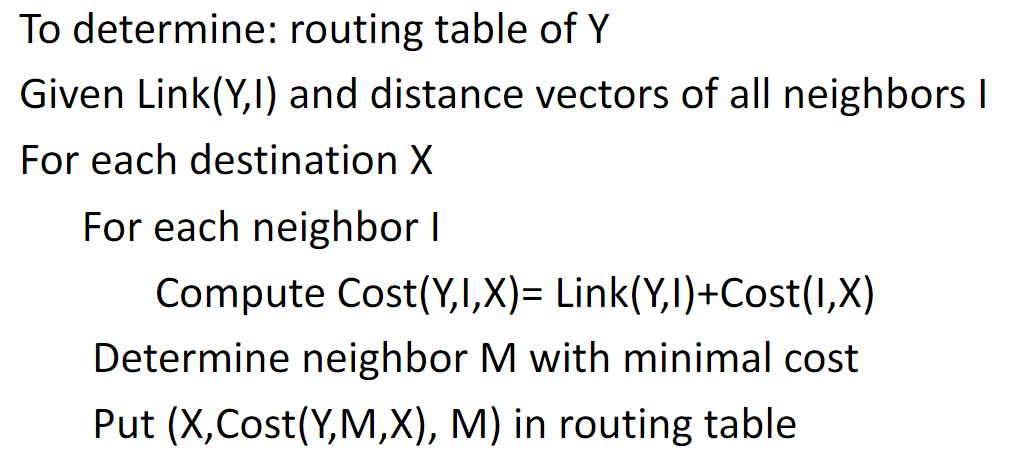 To determine: routing table of Y
Given Link(Y,I) and distance vectors of all neighbors I
For each destination X
For each neighbor I
Compute Cost(Y,I,X)= Link(Y,I)+Cost(I,X)
Determine neighbor M with minimal cost
Put (X,Cost(Y,M,X), M) in routing table